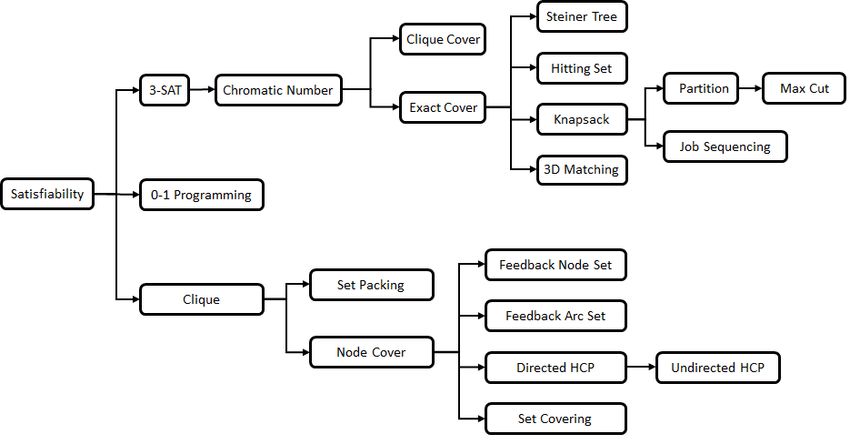 Steiner Tree
Clique Cover
Hitting Set
3-SAT
Chromatic Number
Partition
Max Cut
Exact Cover
Knapsack
Job Sequencing
3D Matching
Satisfiability
0-1 Programming
Feedback Node Set
Set Packing
Clique
Feedback Arc Set
Node Cover
Directed HCP
Undirected HCP
Set Covering